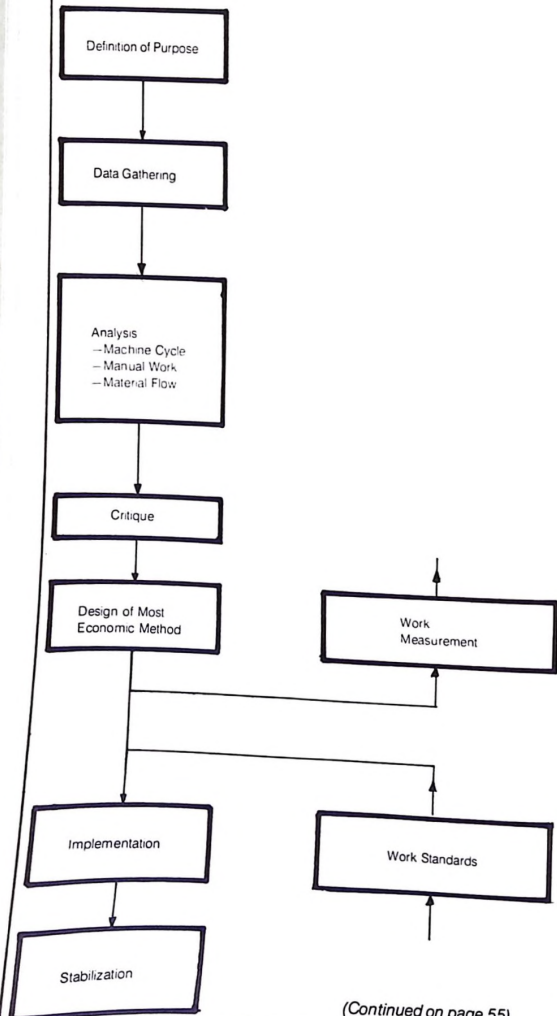 Definition of Purpose
Data Gathering
Analysis
—Machine Cycle
—Manual Work
—Material Flow
Critique
Design of Most
Economic Method
Work
Measurement
Implementation
Work Standards
Stabilization
(Continued on page 55)